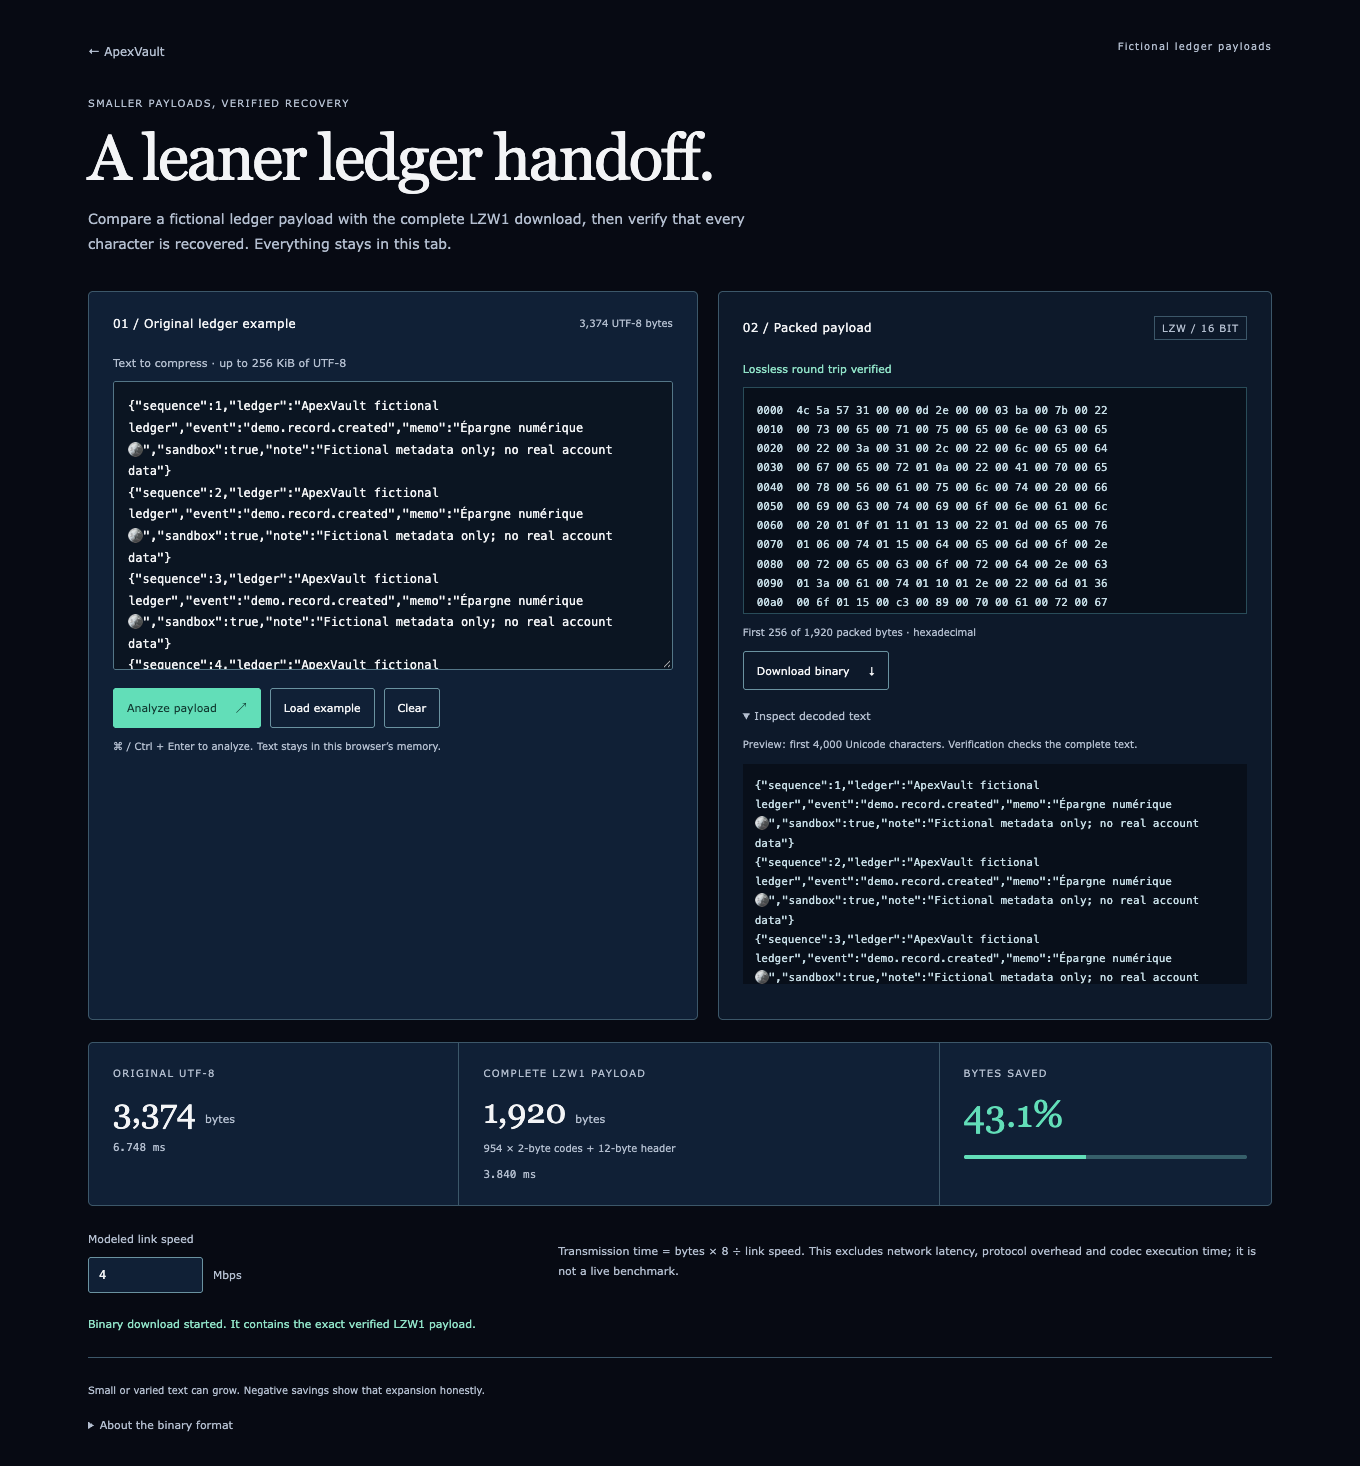 ← ApexVault
Fictional ledger payloads
SMALLER PAYLOADS, VERIFIED RECOVERY
A leaner ledger handoff.
Compare a fictional ledger payload with the complete LZW1 download, then verify that every
character is recovered. Everything stays in this tab.
01 / Original ledger example
3,374 UTF-8 bytes
Text to compress · up to 256 KiB of UTF-8
{"sequence":1,"ledger":"ApexVault fictional
ledger","event":"demo.record.created","memo":"Épargne numérique
🌕","sandbox":true,"note":"Fictional metadata only; no real account
data"}
{"sequence":2,"ledger":"ApexVault fictional
ledger","event":"demo.record.created","memo":"Épargne numérique
🌕","sandbox":true,"note":"Fictional metadata only; no real account
data"}
{"sequence":3,"ledger":"ApexVault fictional
ledger","event":"demo.record.created","memo":"Épargne numérique
🌕","sandbox":true,"note":"Fictional metadata only; no real account
data"}
{"sequence":4,"ledger":"ApexVault fictional
Analyze payload ↗
Load example
Clear
⌘ / Ctrl + Enter to analyze. Text stays in this browser’s memory.
02 / Packed payload
LZW / 16 BIT
Lossless round trip verified
0000  4c 5a 57 31 00 00 0d 2e 00 00 03 ba 00 7b 00 22
0010  00 73 00 65 00 71 00 75 00 65 00 6e 00 63 00 65
0020  00 22 00 3a 00 31 00 2c 00 22 00 6c 00 65 00 64
0030  00 67 00 65 00 72 01 0a 00 22 00 41 00 70 00 65
0040  00 78 00 56 00 61 00 75 00 6c 00 74 00 20 00 66
0050  00 69 00 63 00 74 00 69 00 6f 00 6e 00 61 00 6c
0060  00 20 01 0f 01 11 01 13 00 22 01 0d 00 65 00 76
0070  01 06 00 74 01 15 00 64 00 65 00 6d 00 6f 00 2e
0080  00 72 00 65 00 63 00 6f 00 72 00 64 00 2e 00 63
0090  01 3a 00 61 00 74 01 10 01 2e 00 22 00 6d 01 36
00a0  00 6f 01 15 00 c3 00 89 00 70 00 61 00 72 00 67
First 256 of 1,920 packed bytes · hexadecimal
Download binary ↓
▼ Inspect decoded text
Preview: first 4,000 Unicode characters. Verification checks the complete text.
{"sequence":1,"ledger":"ApexVault fictional
ledger","event":"demo.record.created","memo":"Épargne numérique
🌕","sandbox":true,"note":"Fictional metadata only; no real account
data"}
{"sequence":2,"ledger":"ApexVault fictional
ledger","event":"demo.record.created","memo":"Épargne numérique
🌕","sandbox":true,"note":"Fictional metadata only; no real account
data"}
{"sequence":3,"ledger":"ApexVault fictional
ledger","event":"demo.record.created","memo":"Épargne numérique
🌕","sandbox":true,"note":"Fictional metadata only; no real account
ORIGINAL UTF-8
3,374 bytes
6.748 ms
COMPLETE LZW1 PAYLOAD
1,920 bytes
954 × 2-byte codes + 12-byte header
3.840 ms
BYTES SAVED
43.1%
Modeled link speed
4 Mbps
Transmission time = bytes × 8 ÷ link speed. This excludes network latency, protocol overhead and codec execution time; it is
not a live benchmark.
Binary download started. It contains the exact verified LZW1 payload.
Small or varied text can grow. Negative savings show that expansion honestly.
▶ About the binary format